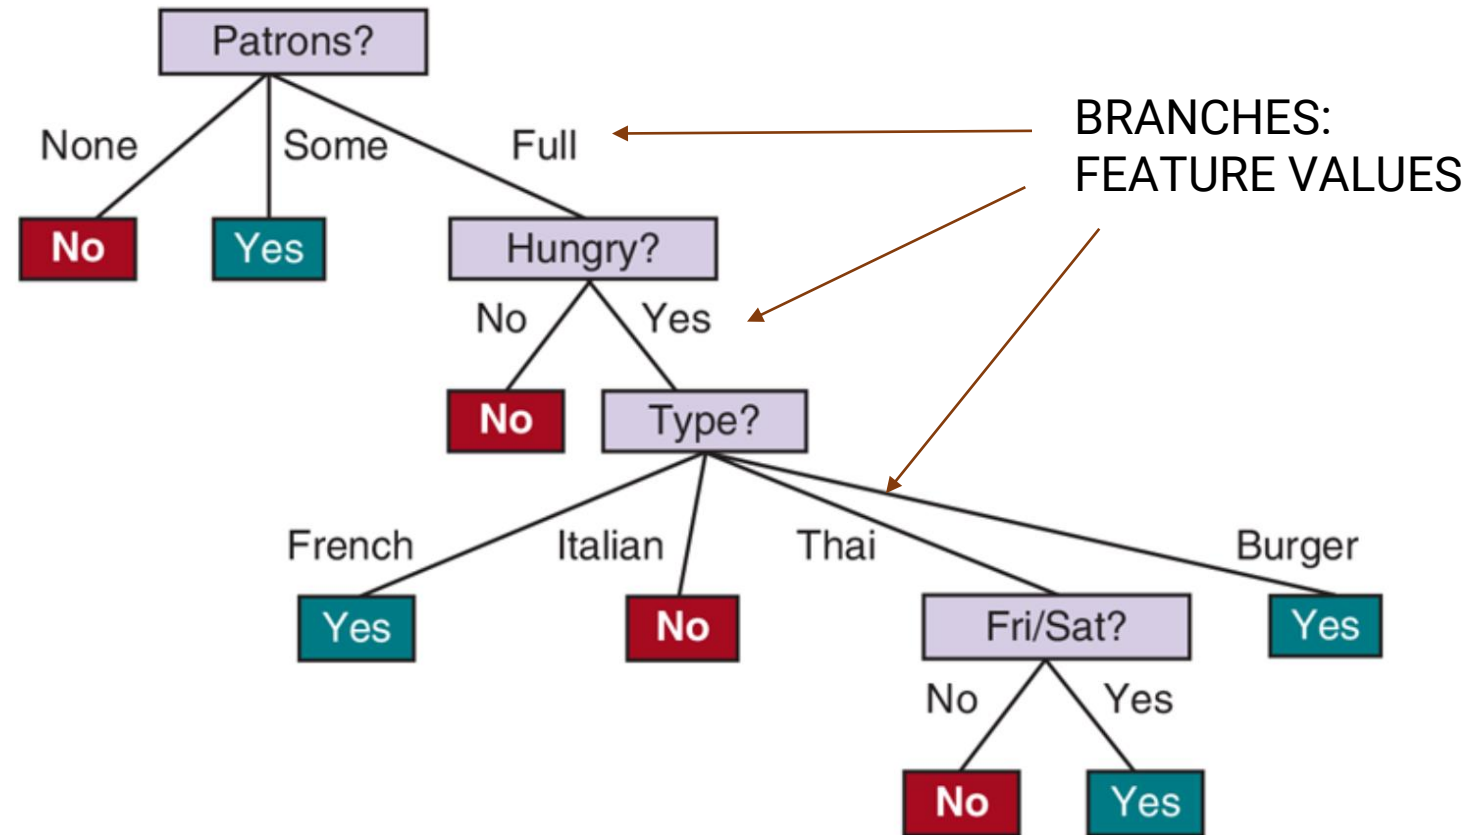 Patrons?
BRANCHES:
FEATURE VALUES
None
Some
Full
No
Yes
Hungry?
No
Yes
No
Type?
French
Italian
Thai
Burger
Yes
No
Fri/Sat?
Yes
No
Yes
No
Yes